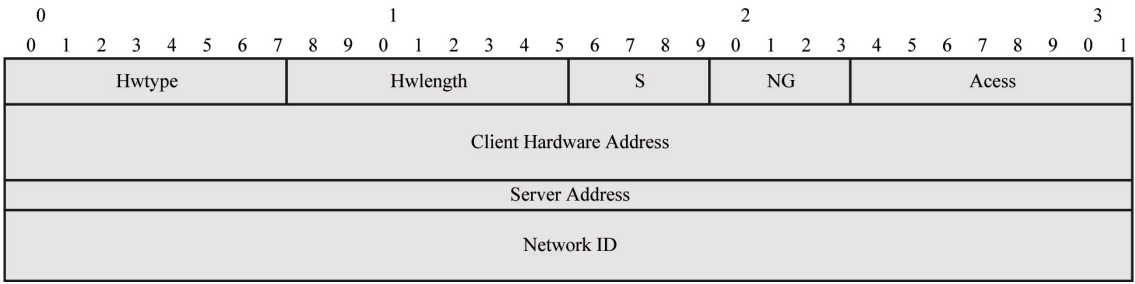 0 1 2 3
0 1 2 3 4 5 6 7 8 9 0 1 2 3 4 5 6 7 8 9 0 1 2 3 4 5 6 7 8 9 0 1
Hwtype Hwlength S NG Acess
Client Hardware Address
Server Address
Network ID